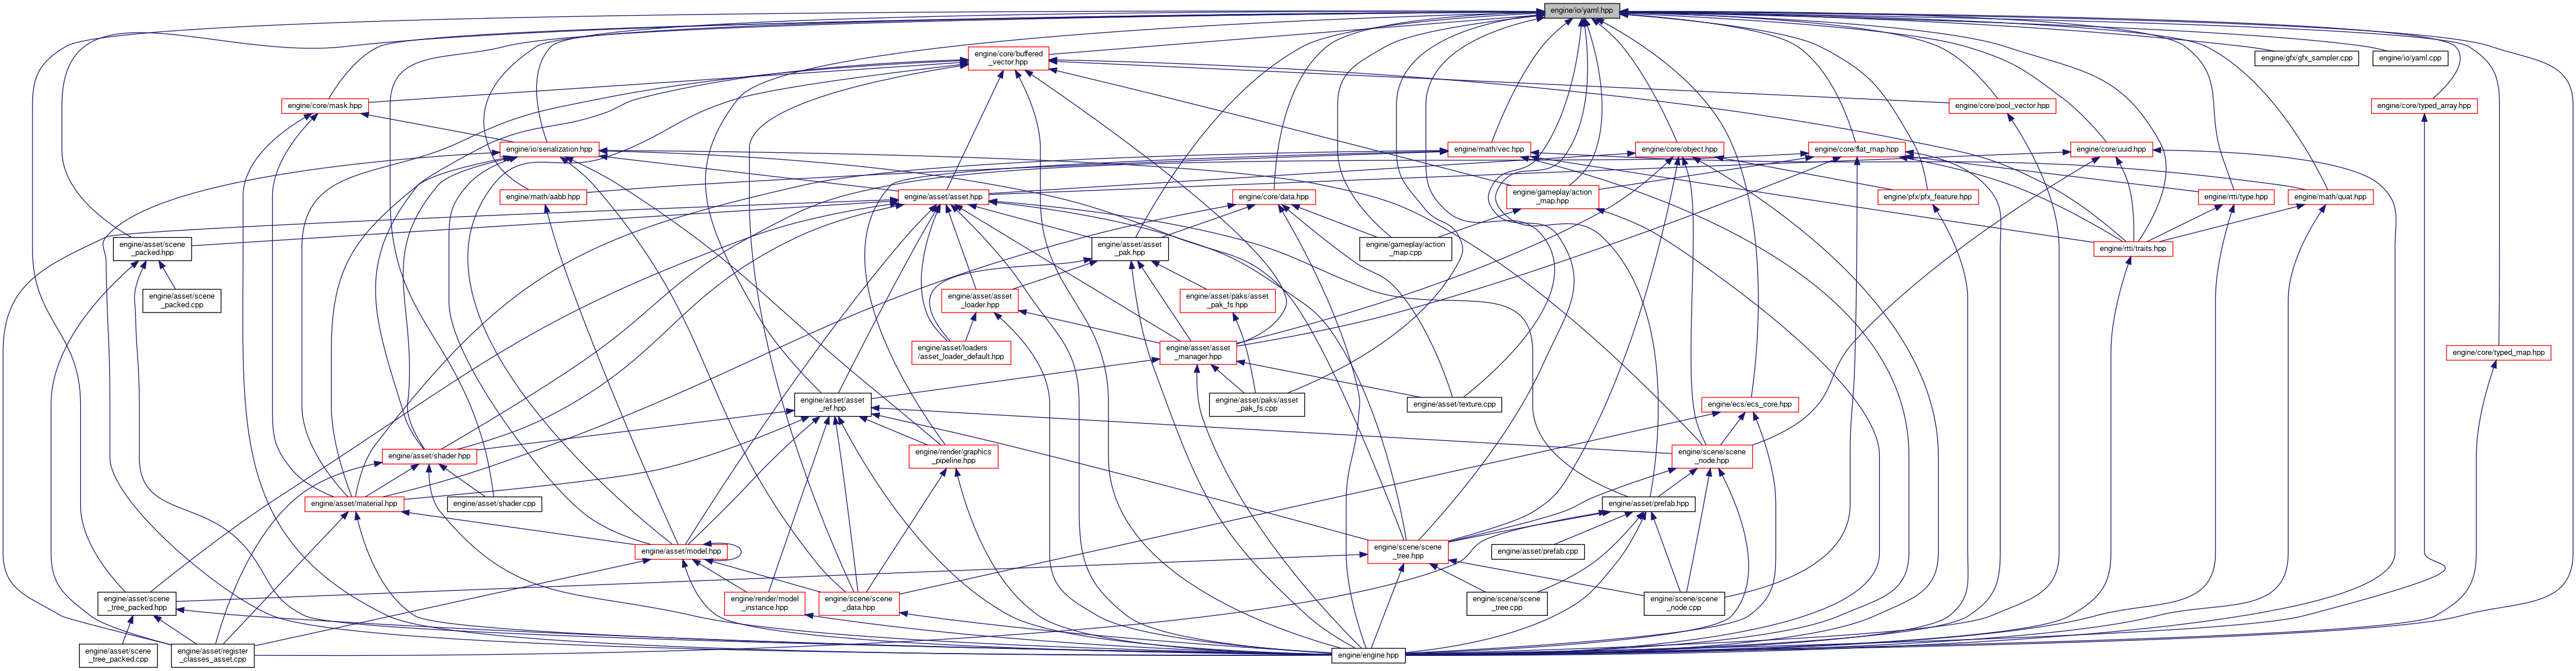 engine/io/yaml.hpp
engine/core/buffered
_vector.hpp
engine/gfx/gfx_sampler.cpp
engine/io/yaml.cpp
engine/core/mask.hpp
engine/core/pool_vector.hpp
engine/core/typed_array.hpp
engine/io/serialization.hpp
engine/math/vec.hpp
engine/core/object.hpp
engine/core/flat_map.hpp
engine/core/uuid.hpp
engine/math/aabb.hpp
engine/asset/asset.hpp
engine/core/data.hpp
engine/gameplay/action
_map.hpp
engine/pfx/pfx_feature.hpp
engine/rtti/type.hpp
engine/math/quat.hpp
engine/asset/scene
_packed.hpp
engine/asset/asset
_pak.hpp
engine/gameplay/action
_map.cpp
engine/rtti/traits.hpp
engine/asset/scene
_packed.cpp
engine/asset/asset
_loader.hpp
engine/asset/paks/asset
_pak_fs.hpp
engine/asset/loaders
/asset_loader_default.hpp
engine/asset/asset
_manager.hpp
engine/core/typed_map.hpp
engine/asset/asset
_ref.hpp
engine/asset/paks/asset
_pak_fs.cpp
engine/asset/texture.cpp
engine/ecs/ecs_core.hpp
engine/asset/shader.hpp
engine/render/graphics
_pipeline.hpp
engine/scene/scene
_node.hpp
engine/asset/material.hpp
engine/asset/shader.cpp
engine/asset/prefab.hpp
engine/asset/model.hpp
engine/scene/scene
_tree.hpp
engine/asset/prefab.cpp
engine/asset/scene
_tree_packed.hpp
engine/render/model
_instance.hpp
engine/scene/scene
_data.hpp
engine/scene/scene
_tree.cpp
engine/scene/scene
_node.cpp
engine/asset/scene
_tree_packed.cpp
engine/asset/register
_classes_asset.cpp
engine/engine.hpp